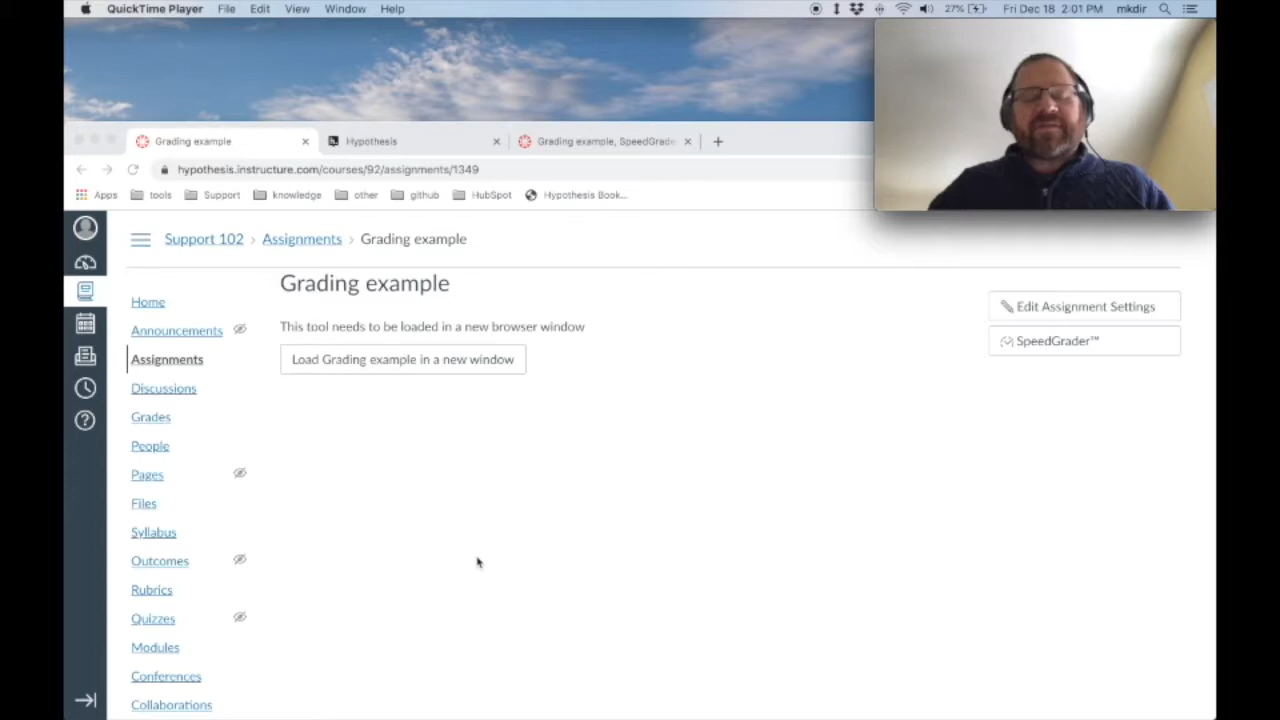 QuickTime Player File Edit View Window Help 27% Fri Dec 18 2:01 PM mkdir
Grading example Hypothesis Grading example, SpeedGrade
hypothesis.instructure.com/courses/92/assignments/1349
Apps tools Support knowledge other github HubSpot Hypothesis Book...
Support 102 > Assignments > Grading example
Grading example
This tool needs to be loaded in a new browser window
Load Grading example in a new window
Edit Assignment Settings
SpeedGrader™
Home
Announcements
Assignments
Discussions
Grades
People
Pages
Files
Syllabus
Outcomes
Rubrics
Quizzes
Modules
Conferences
Collaborations